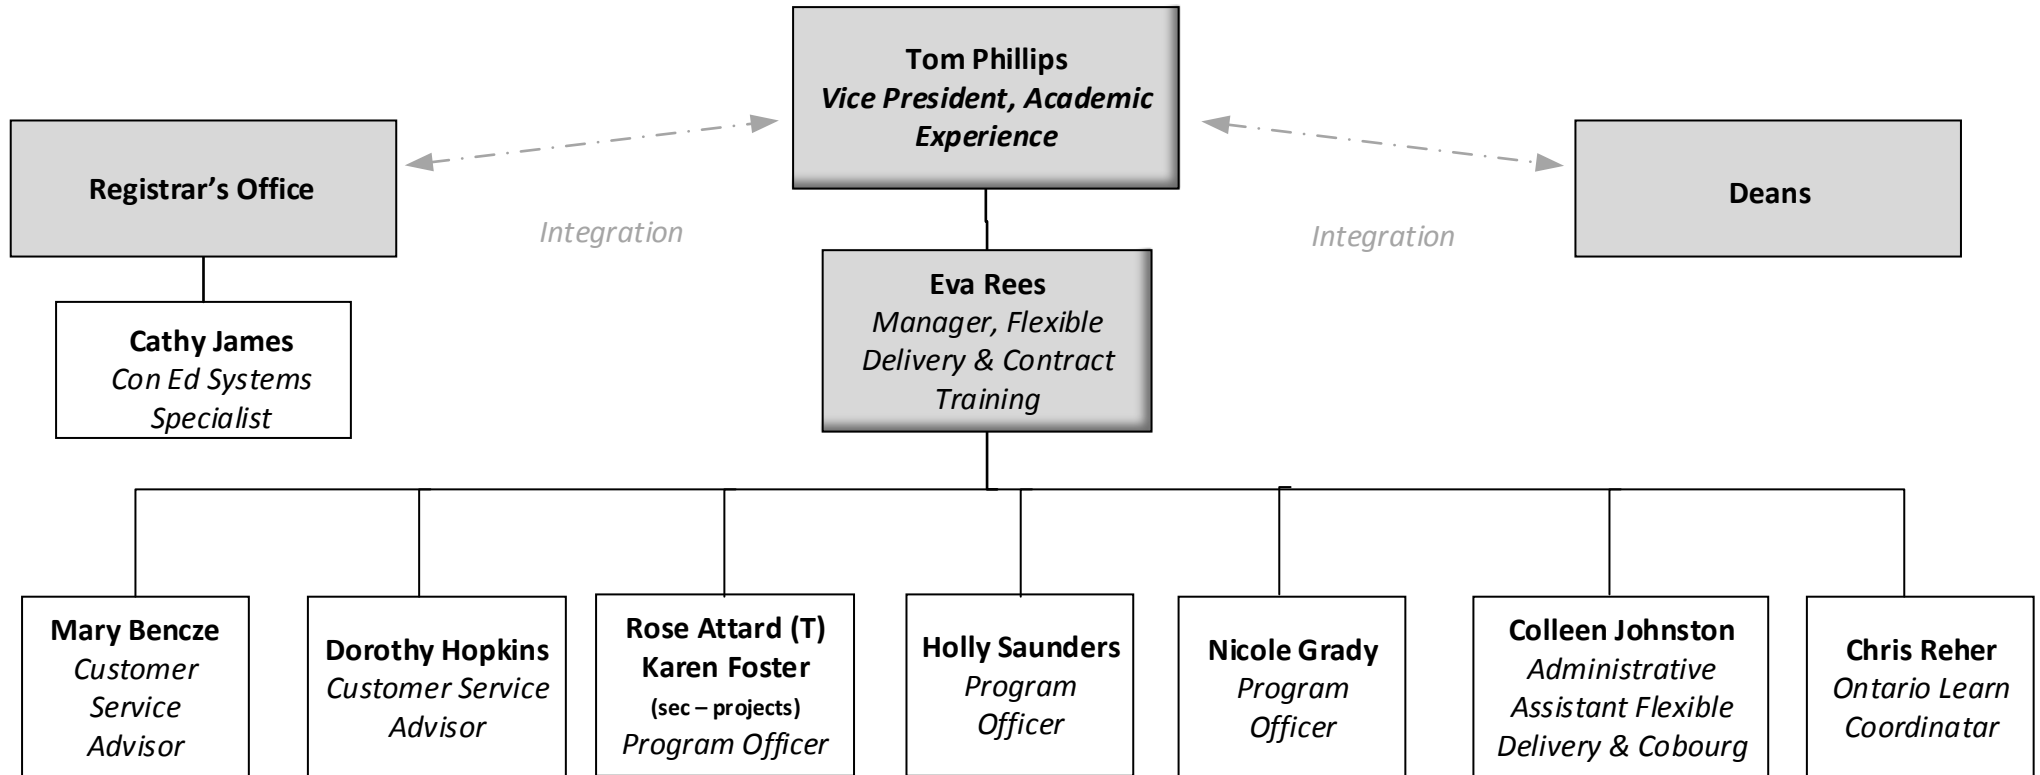 Tom Phillips
Vice President, Academic
Experience
Registrar’s Office
Deans
Integration
Integration
Eva Rees
Manager, Flexible
Delivery & Contract
Training
Cathy James
Con Ed Systems
Specialist
Mary Bencze
Customer
Service
Advisor
Dorothy Hopkins
Customer Service
Advisor
Rose Attard (T)
Karen Foster
(sec – projects)
Program Officer
Holly Saunders
Program
Officer
Nicole Grady
Program
Officer
Colleen Johnston
Administrative
Assistant Flexible
Delivery & Cobourg
Chris Reher
Ontario Learn
Coordinatar